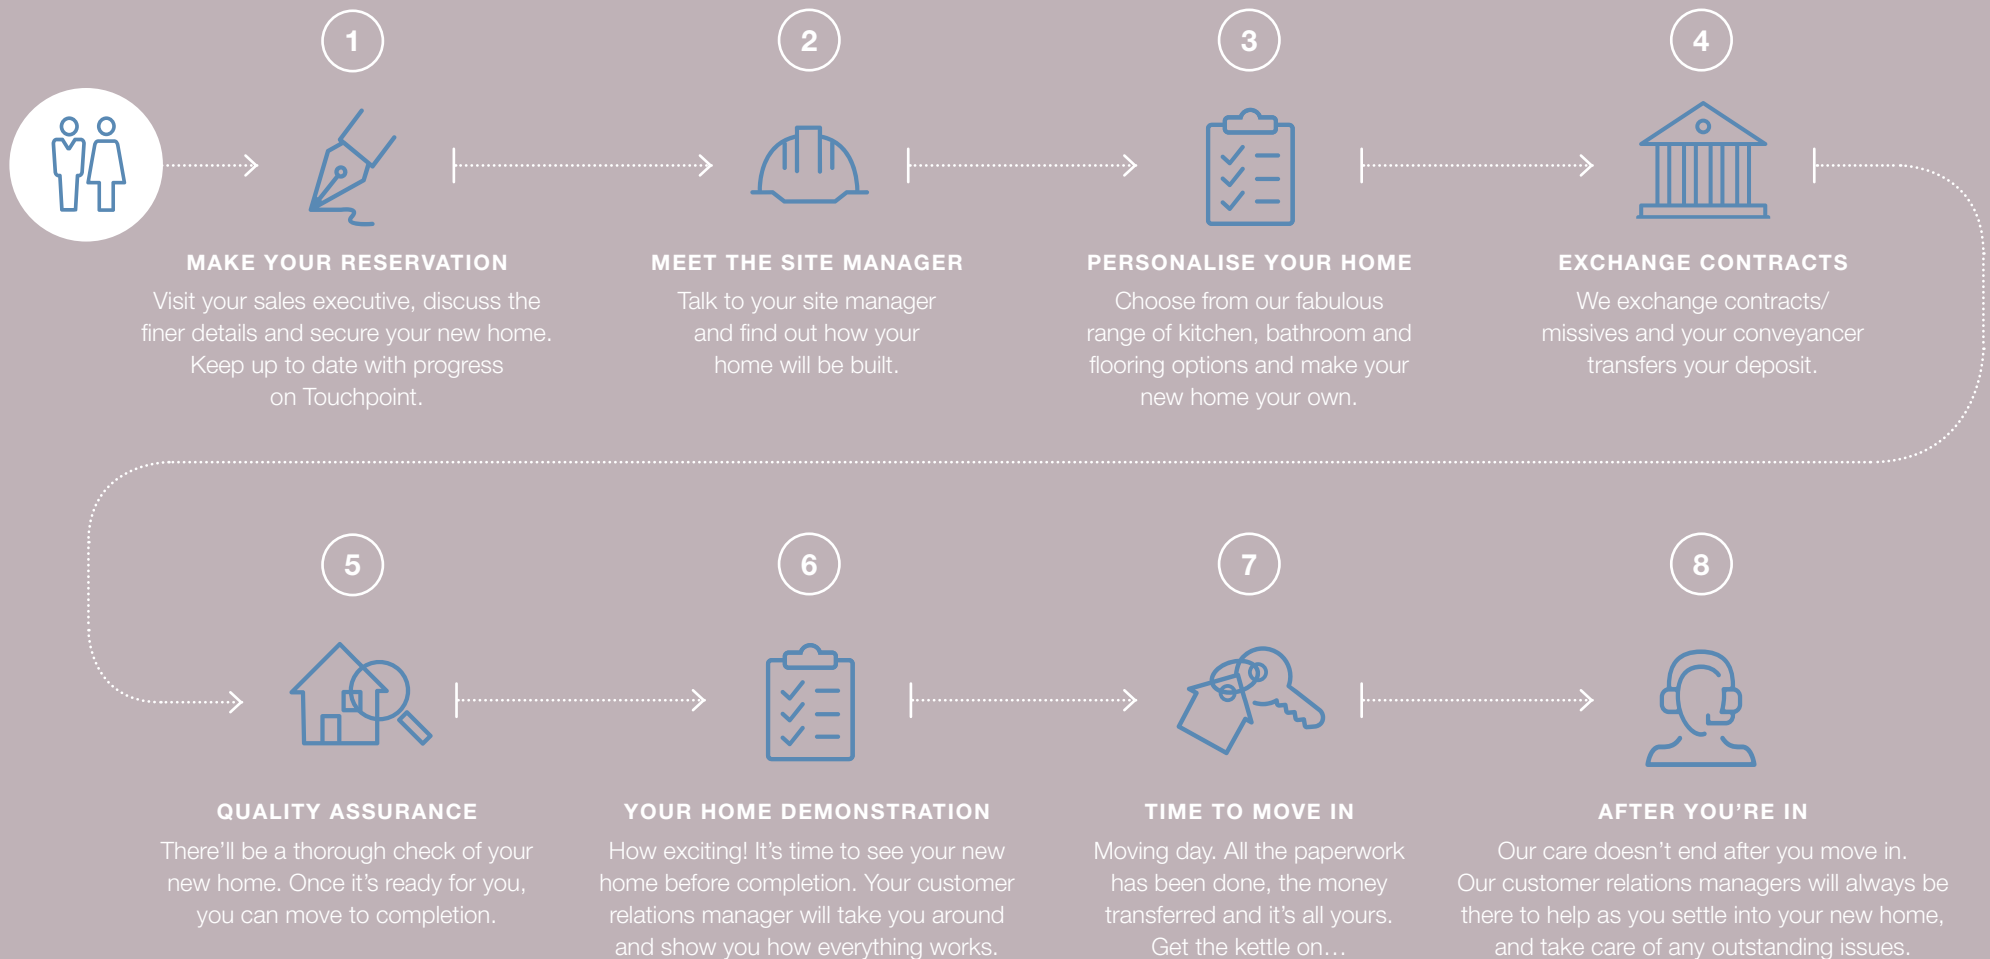 1
MAKE YOUR RESERVATION
Visit your sales executive, discuss the
finer details and secure your new home.
Keep up to date with progress
on Touchpoint.
2
MEET THE SITE MANAGER
Talk to your site manager
and find out how your
home will be built.
3
PERSONALISE YOUR HOME
Choose from our fabulous
range of kitchen, bathroom and
flooring options and make your
new home your own.
4
EXCHANGE CONTRACTS
We exchange contracts/
missives and your conveyancer
transfers your deposit.
5
QUALITY ASSURANCE
There’ll be a thorough check of your
new home. Once it’s ready for you,
you can move to completion.
6
YOUR HOME DEMONSTRATION
How exciting! It’s time to see your new
home before completion. Your customer
relations manager will take you around
and show you how everything works.
7
TIME TO MOVE IN
Moving day. All the paperwork
has been done, the money
transferred and it’s all yours.
Get the kettle on…
8
AFTER YOU’RE IN
Our care doesn’t end after you move in.
Our customer relations managers will always be
there to help as you settle into your new home,
and take care of any outstanding issues.